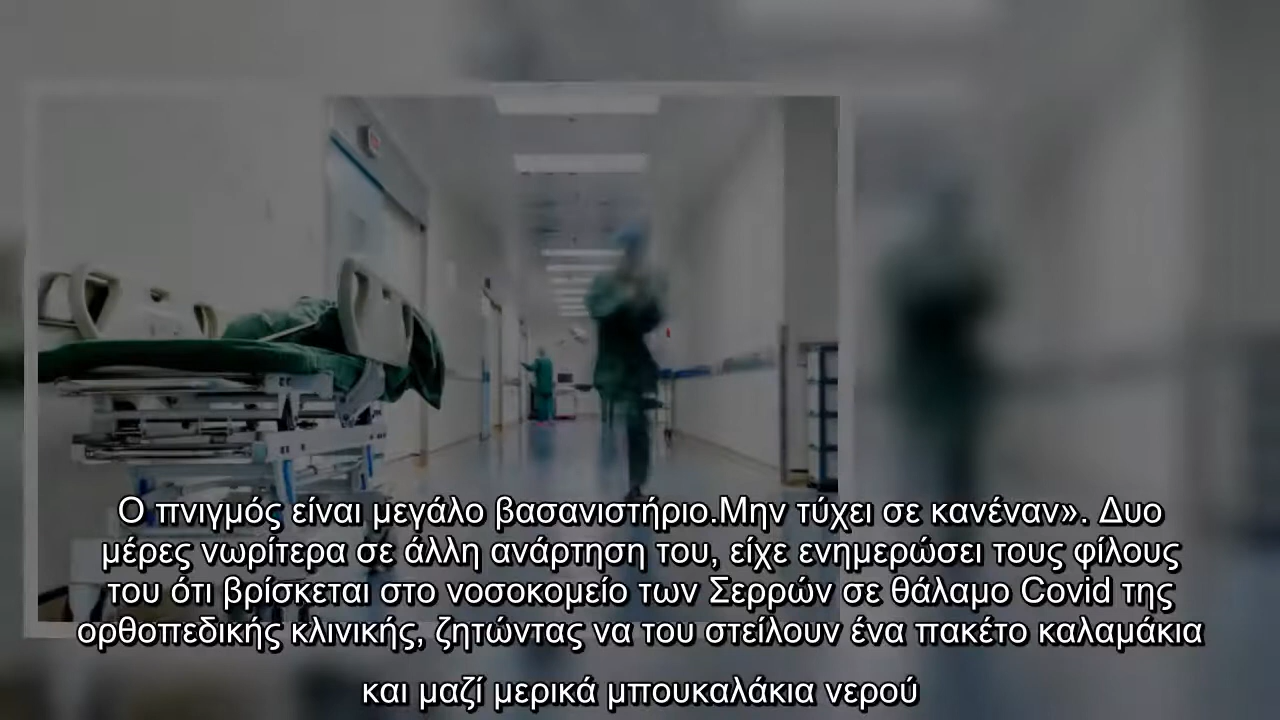 Ο πνιγμός είναι μεγάλο βασανιστήριο.Μην τύχει σε κανέναν». Δυο
μέρες νωρίτερα σε άλλη ανάρτηση του, είχε ενημερώσει τους φίλους
του ότι βρίσκεται στο νοσοκομείο των Σερρών σε θάλαμο Covid της
ορθοπεδικής κλινικής, ζητώντας να του στείλουν ένα πακέτο καλαμάκια
και μαζί μερικά μπουκαλάκια νερού